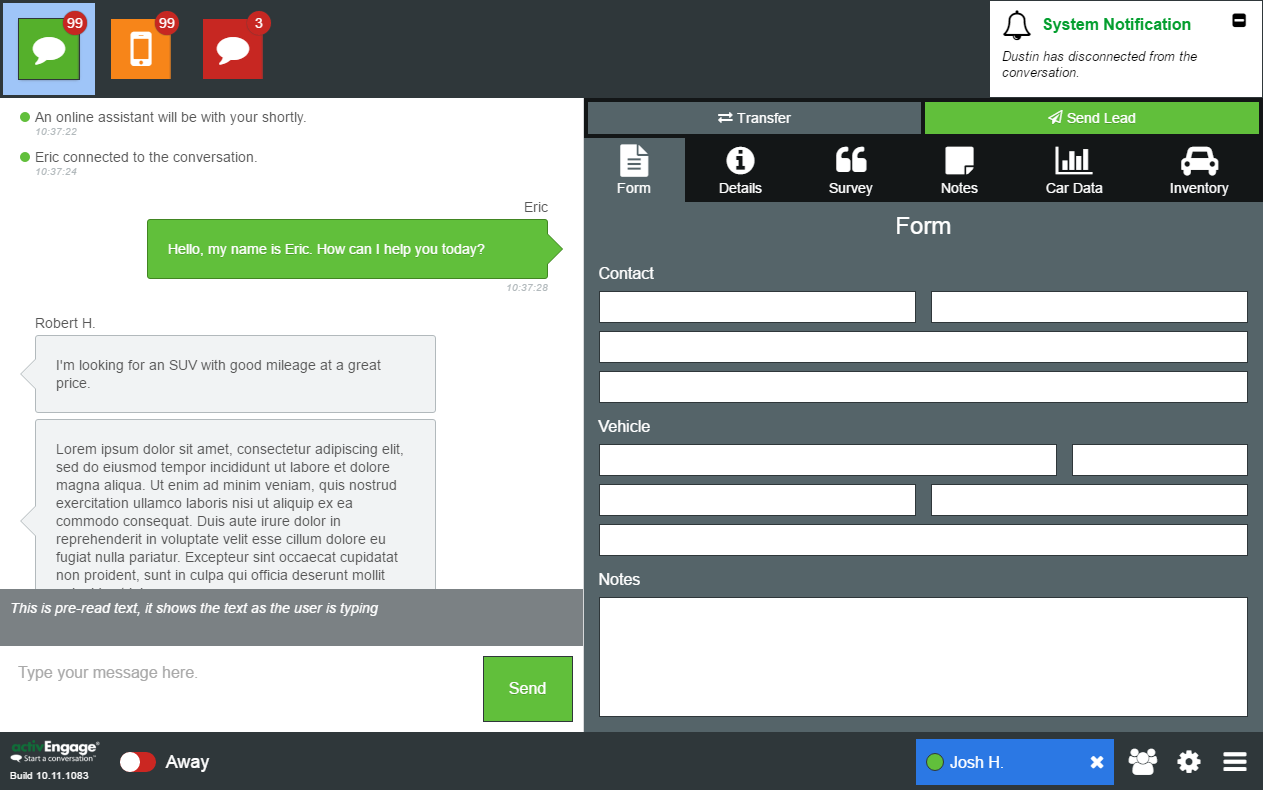 99
99
3
System Notification
Dustin has disconnected from the
conversation.
An online assistant will be with your shortly.
10:37:22
Eric connected to the conversation.
10:37:24
Eric
Hello, my name is Eric. How can I help you today?
10:37:28
Robert H.
I'm looking for an SUV with good mileage at a great
price.
Lorem ipsum dolor sit amet, consectetur adipiscing elit,
sed do eiusmod tempor incididunt ut labore et dolore
magna aliqua. Ut enim ad minim veniam, quis nostrud
exercitation ullamco laboris nisi ut aliquip ex ea
commodo consequat. Duis aute irure dolor in
reprehenderit in voluptate velit esse cillum dolore eu
fugiat nulla pariatur. Excepteur sint occaecat cupidatat
non proident, sunt in culpa qui officia deserunt mollit
This is pre-read text, it shows the text as the user is typing
Type your message here.
Send
Transfer
Send Lead
Form
Details
Survey
Notes
Car Data
Inventory
Form
Contact
Vehicle
Notes
activEngage®
Start a conversation™
Build 10.11.1083
Away
Josh H.